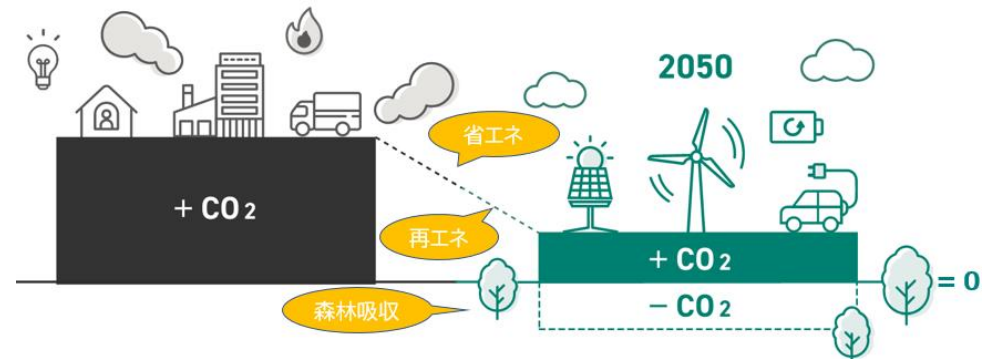 2050
省エネ
+ CO₂
再エネ
+ CO₂
= 0
森林吸収
− CO₂